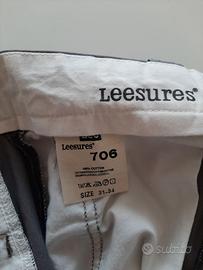 Leesures®
Leesures®
706
100% COTTON
SIZE 31-34
subito